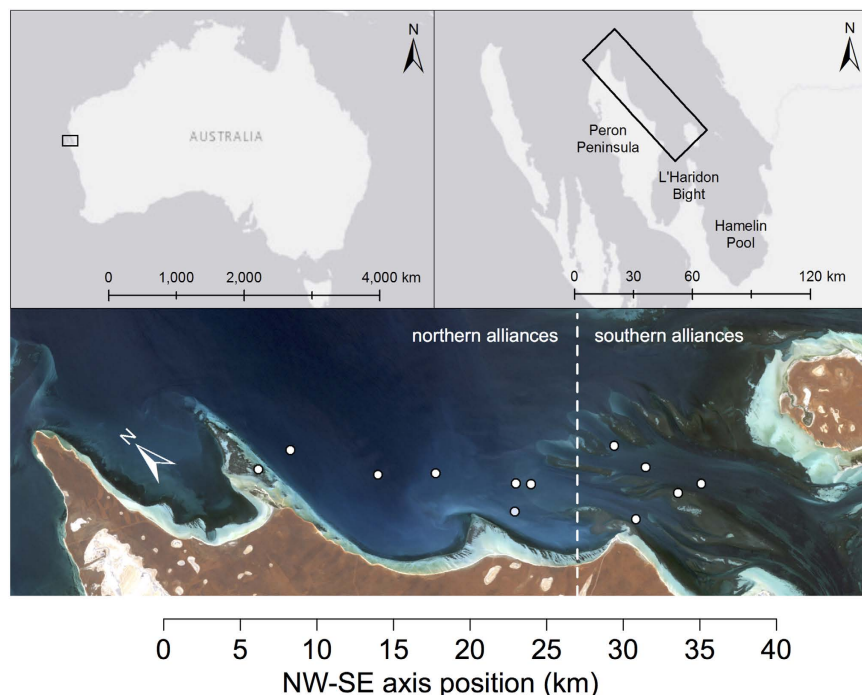 N
AUSTRALIA
0 1,000 2,000 4,000 km
N
Peron
Peninsula
L'Haridon
Bight
Hamelin
Pool
0 30 60 120 km
northern alliances
southern alliances
N
0 5 10 15 20 25 30 35 40
NW-SE axis position (km)